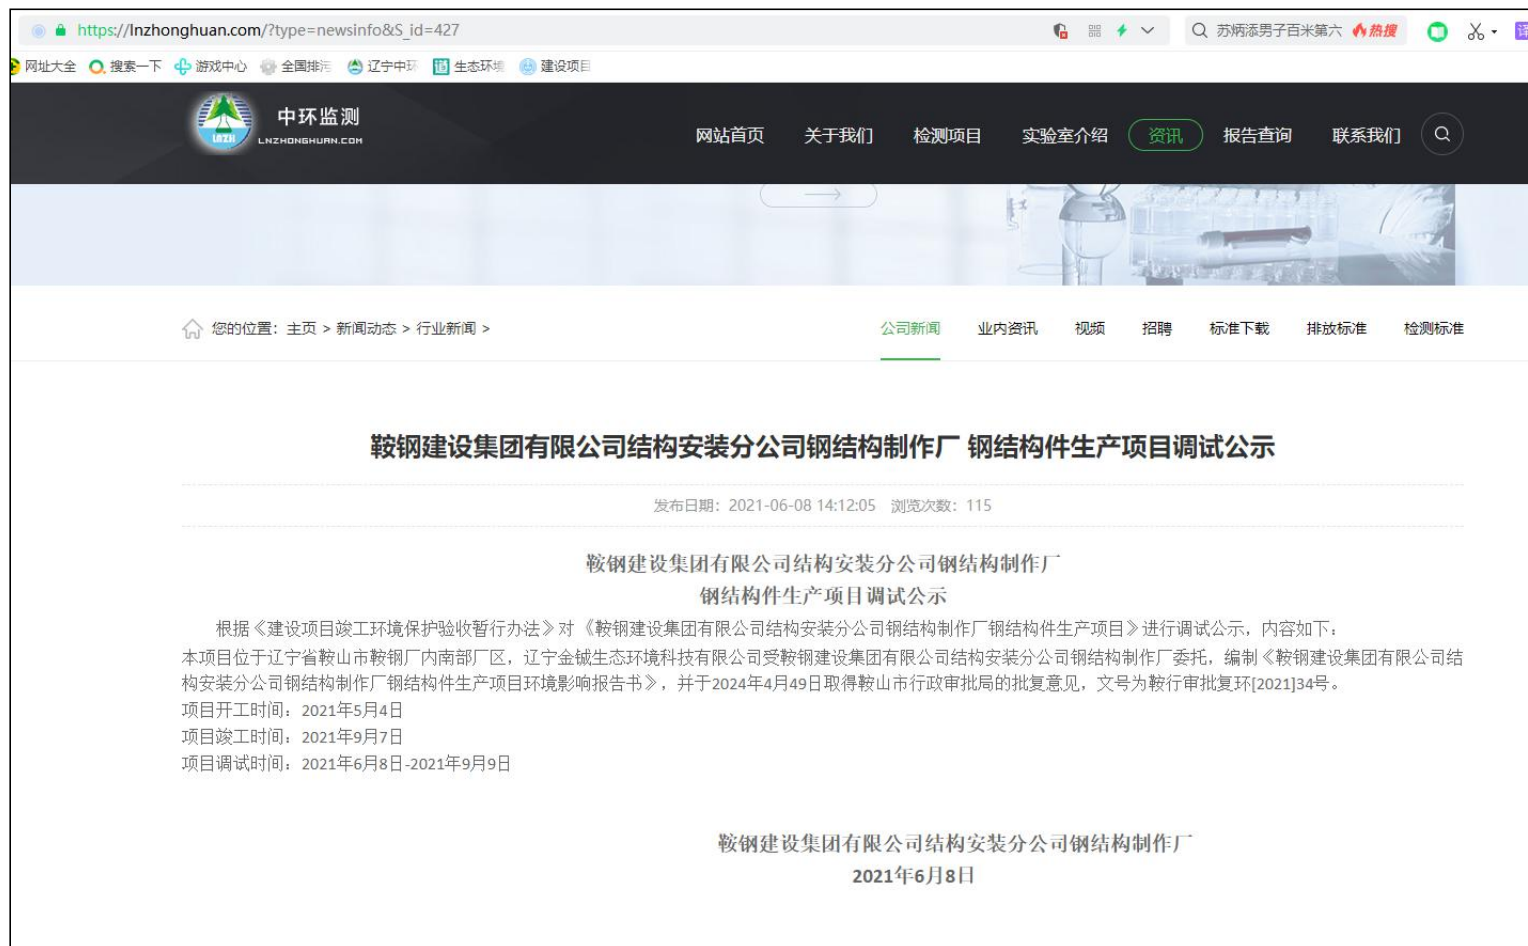 https://lnzhonghuan.com/?type=newsinfo&S_id=427
苏炳添男子百米第六 热搜
网址大全 搜索一下 游戏中心 全国排污 辽宁中环 生态环境 建设项目
中环监测
LNZHONGHUAN.COM
LNZH
网站首页 关于我们 检测项目 实验室介绍 资讯 报告查询 联系我们
您的位置：主页 > 新闻动态 > 行业新闻 >
公司新闻 业内资讯 视频 招聘 标准下载 排放标准 检测标准
鞍钢建设集团有限公司结构安装分公司钢结构制作厂 钢结构件生产项目调试公示
发布日期：2021-06-08 14:12:05 浏览次数：115
鞍钢建设集团有限公司结构安装分公司钢结构制作厂
钢结构件生产项目调试公示
根据《建设项目竣工环境保护验收暂行办法》对 《鞍钢建设集团有限公司结构安装分公司钢结构制作厂钢结构件生产项目》进行调试公示，内容如下：
本项目位于辽宁省鞍山市鞍钢厂内南部厂区，辽宁金铖生态环境科技有限公司受鞍钢建设集团有限公司结构安装分公司钢结构制作厂委托，编制《鞍钢建设集团有限公司结
构安装分公司钢结构制作厂钢结构件生产项目环境影响报告书》，并于2024年4月49日取得鞍山市行政审批局的批复意见，文号为鞍行审批复环[2021]34号。
项目开工时间：2021年5月4日
项目竣工时间：2021年9月7日
项目调试时间：2021年6月8日-2021年9月9日
鞍钢建设集团有限公司结构安装分公司钢结构制作厂
2021年6月8日